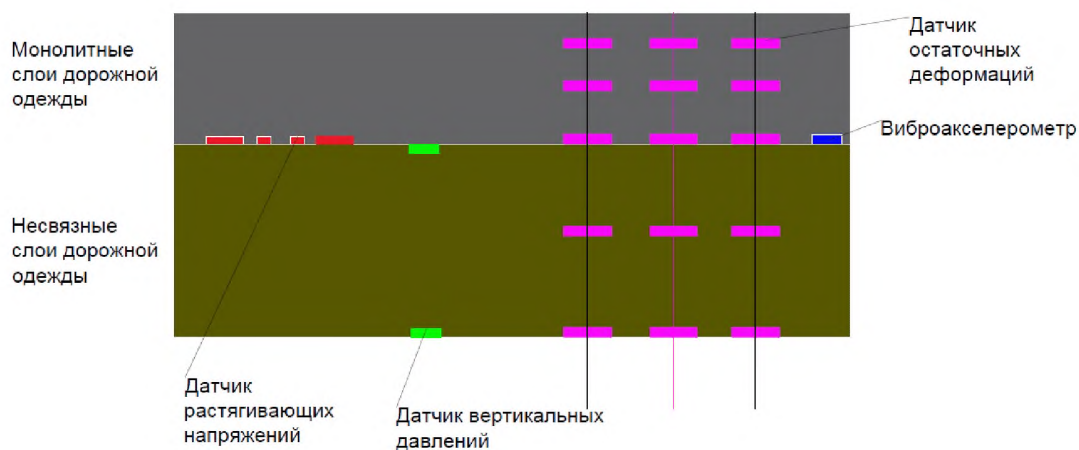 Монолитные
слои дорожной
одежды
Датчик
остаточных
деформаций
Виброакселерометр
Несвязные
слои дорожной
одежды
Датчик
растягивающих
напряжений
Датчик вертикальных
давлений